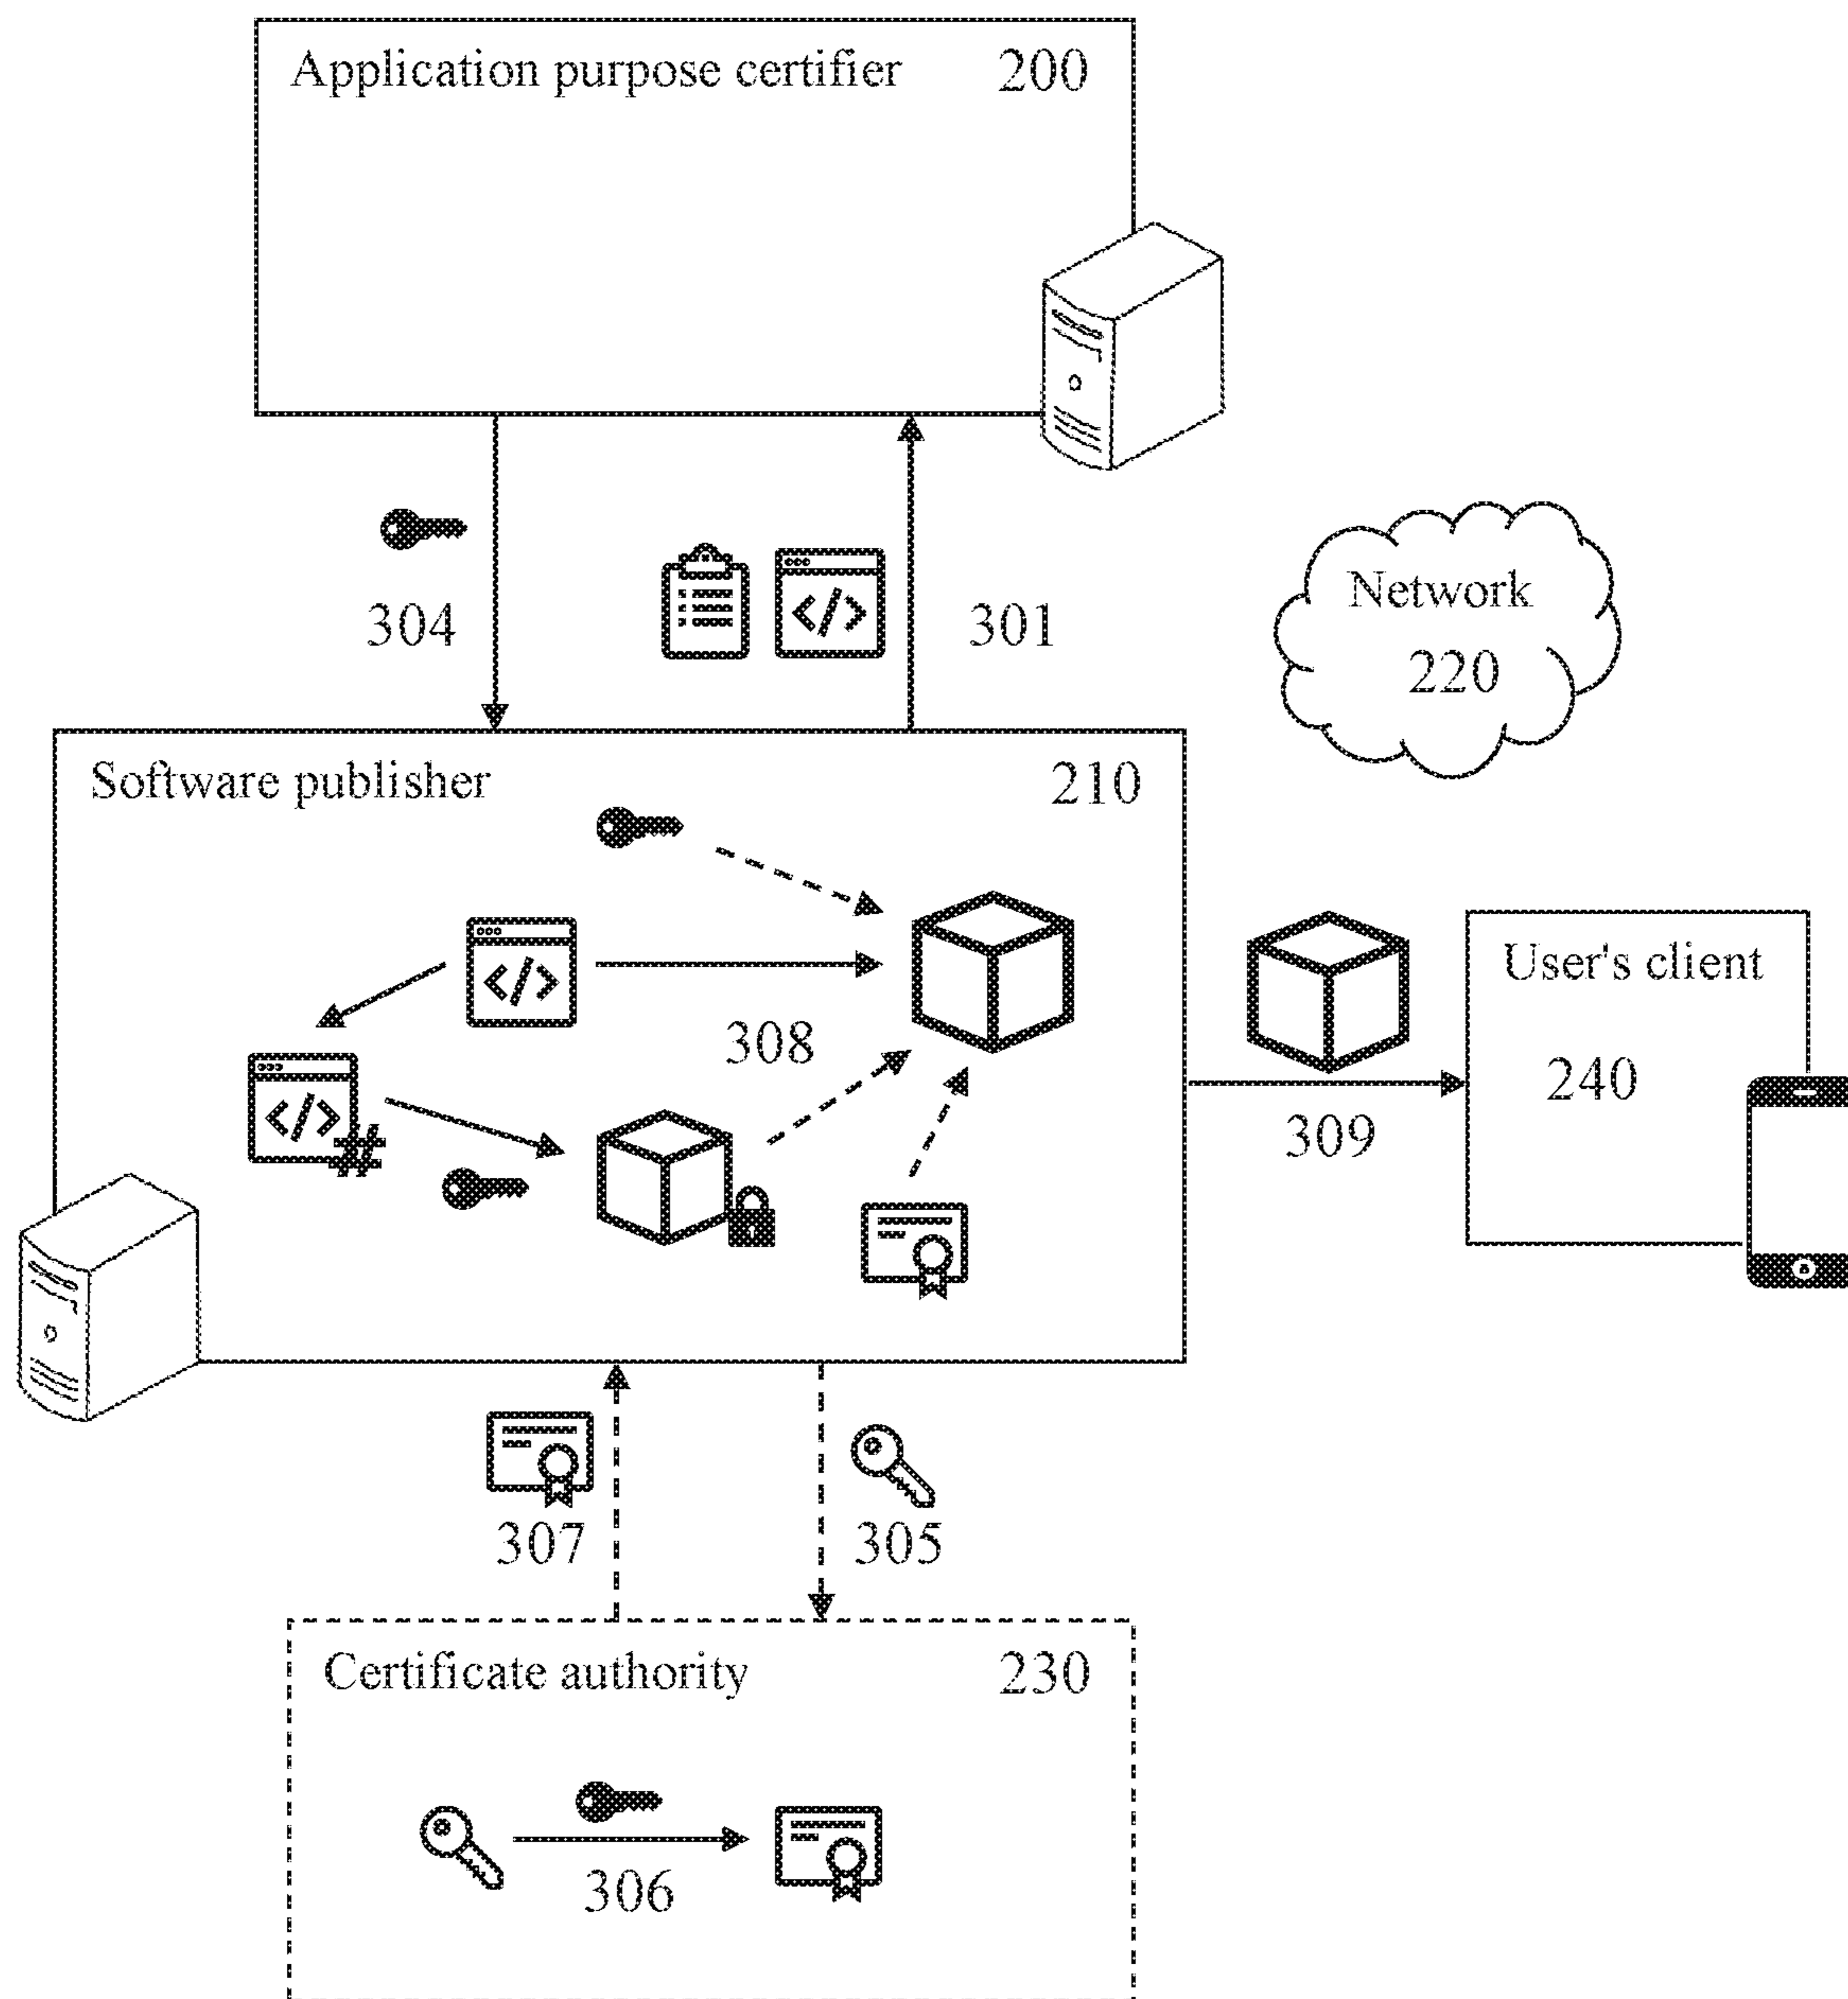 Application purpose certifier 200
304
301
Network
220
Software publisher 210
308
User's client
240
309
307
305
Certificate authority 230
306